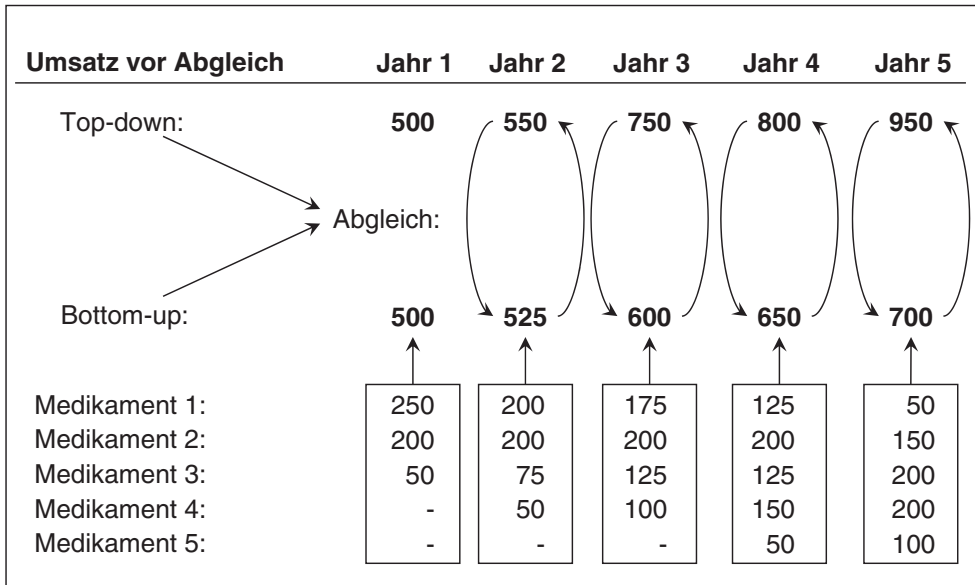 Umsatz vor Abgleich Jahr 1 Jahr 2 Jahr 3 Jahr 4 Jahr 5
Top-down: 500 550 750 800 950
Abgleich:
Bottom-up: 500 525 600 650 700
Medikament 1: 250 200 175 125 50
Medikament 2: 200 200 200 200 150
Medikament 3: 50 75 125 125 200
Medikament 4: - 50 100 150 200
Medikament 5: - - - 50 100